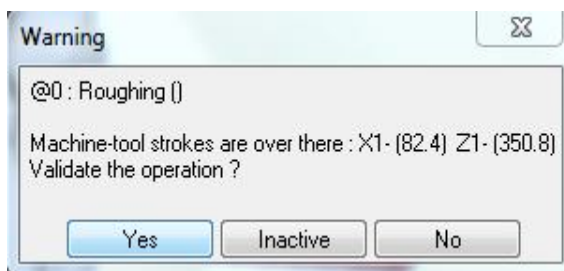 Warning
@0 : Roughing ()
Machine-tool strokes are over there : X1- (82.4) Z1- (350.8)
Validate the operation ?
Yes
Inactive
No